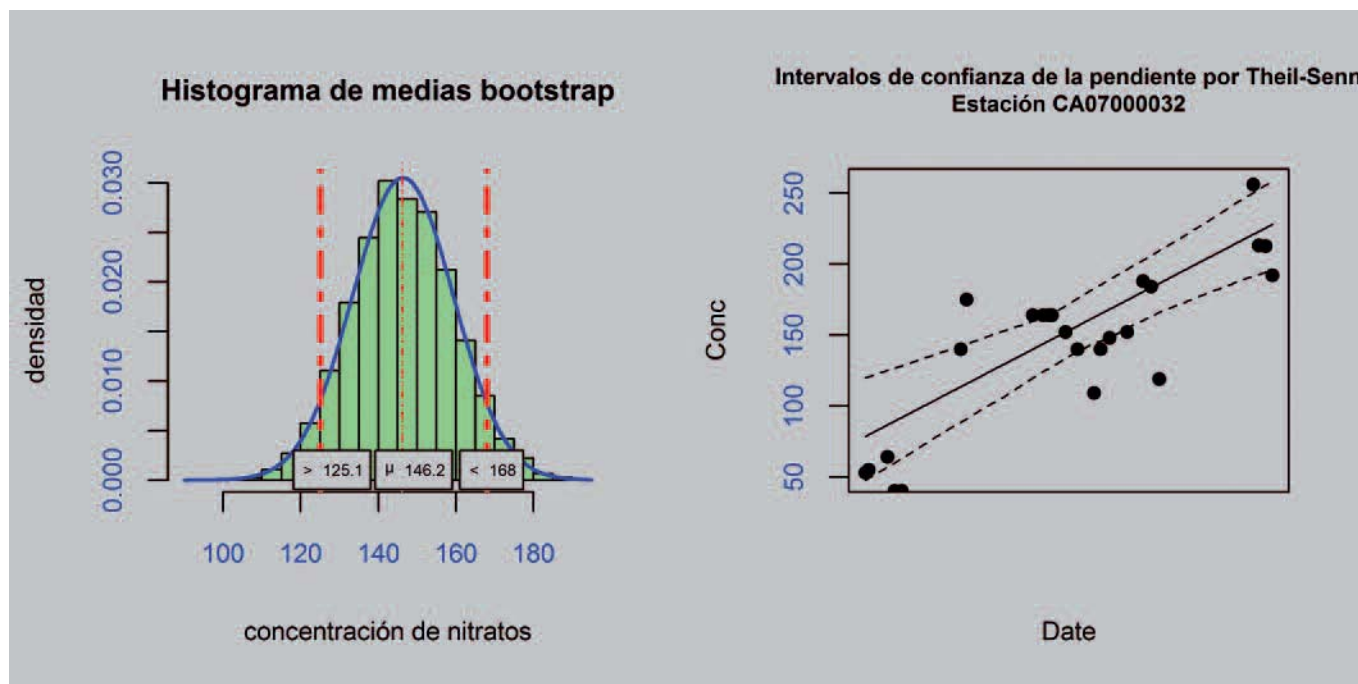 Histograma de medias bootstrap
densidad
0.030
0.020
0.010
0.000
> 125.1
μ 146.2
< 168
100 120 140 160 180
concentración de nitratos
Intervalos de confianza de la pendiente por Theil-Senn
Estación CA07000032
Conc
250
200
150
100
50
Date